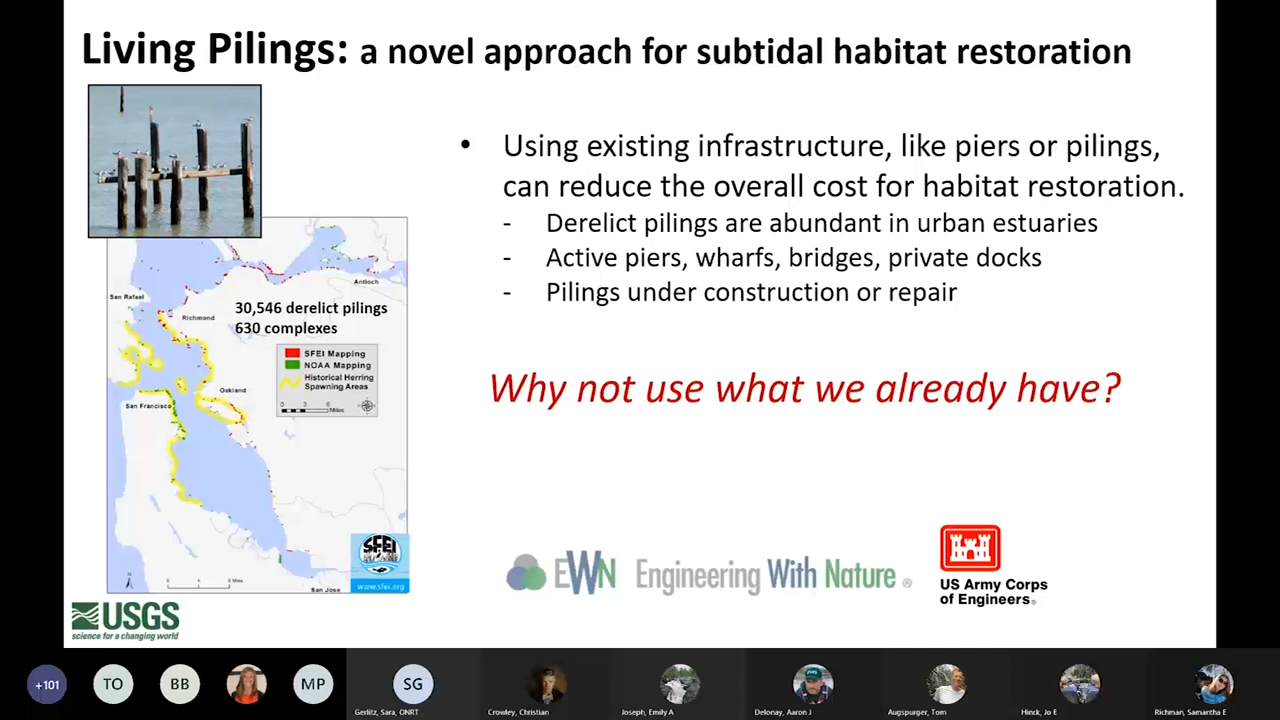 Living Pilings: a novel approach for subtidal habitat restoration
• Using existing infrastructure, like piers or pilings,
can reduce the overall cost for habitat restoration.
- Derelict pilings are abundant in urban estuaries
- Active piers, wharfs, bridges, private docks
- Pilings under construction or repair
Why not use what we already have?
Antioch
San Rafael
Richmond
30,546 derelict pilings
630 complexes
SFEI Mapping
NOAA Mapping
Historical Herring
Spawning Areas
Miles
Oakland
San Francisco
San Jose
SFEI
www.sfei.org
USGS
science for a changing world
EWN Engineering With Nature ®
US Army Corps
of Engineers®
+101
TO
BB
MP
SG
Gerlitz, Sara, ONRT
Crowley, Christian
Joseph, Emily A
Delonay, Aaron J
Augspurger, Tom
Hinck, Jo E
Richman, Samantha E